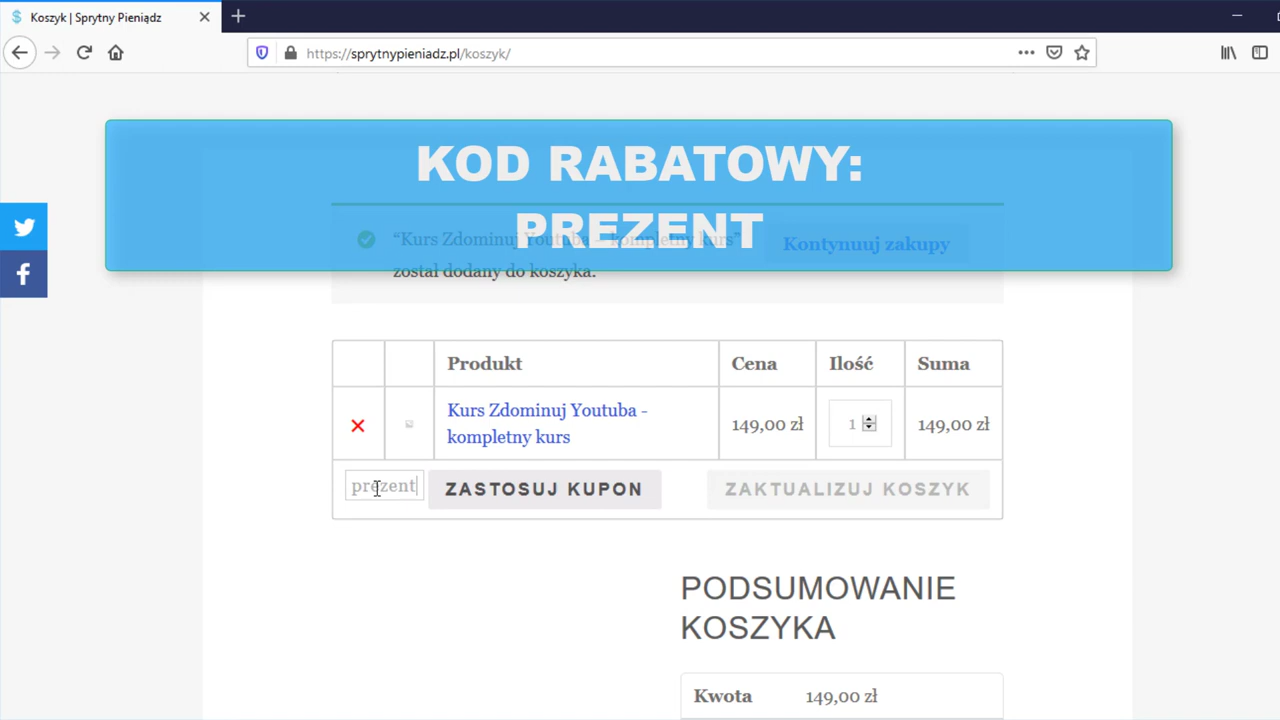 Koszyk | Sprytny Pieniądz
https://sprytnypieniadz.pl/koszyk/
KOD RABATOWY:
PREZENT
“Kurs Zdominuj Youtuba – kompletny kurs”
został dodany do koszyka.
Kontynuuj zakupy
Produkt Cena Ilość Suma
Kurs Zdominuj Youtuba -
kompletny kurs
149,00 zł 1 149,00 zł
prezent ZASTOSUJ KUPON ZAKTUALIZUJ KOSZYK
PODSUMOWANIE
KOSZYKA
Kwota 149,00 zł